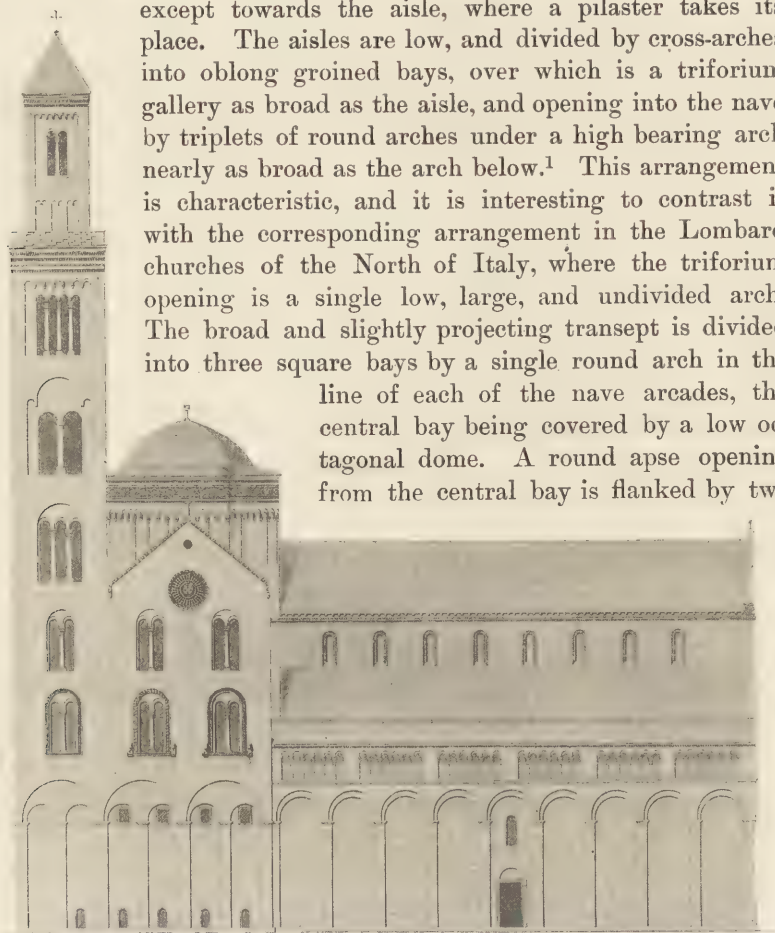 except towards the aisle, where a pilaster takes its
place. The aisles are low, and divided by cross-arches
into oblong groined bays, over which is a triforium
gallery as broad as the aisle, and opening into the nave
by triplets of round arches under a high bearing arch
nearly as broad as the arch below.¹ This arrangemen
is characteristic, and it is interesting to contrast i
with the corresponding arrangement in the Lombard
churches of the North of Italy, where the triforium
opening is a single low, large, and undivided arch
The broad and slightly projecting transept is divided
into three square bays by a single round arch in th
line of each of the nave arcades, th
central bay being covered by a low oc
tagonal dome. A round apse openin
from the central bay is flanked by tw